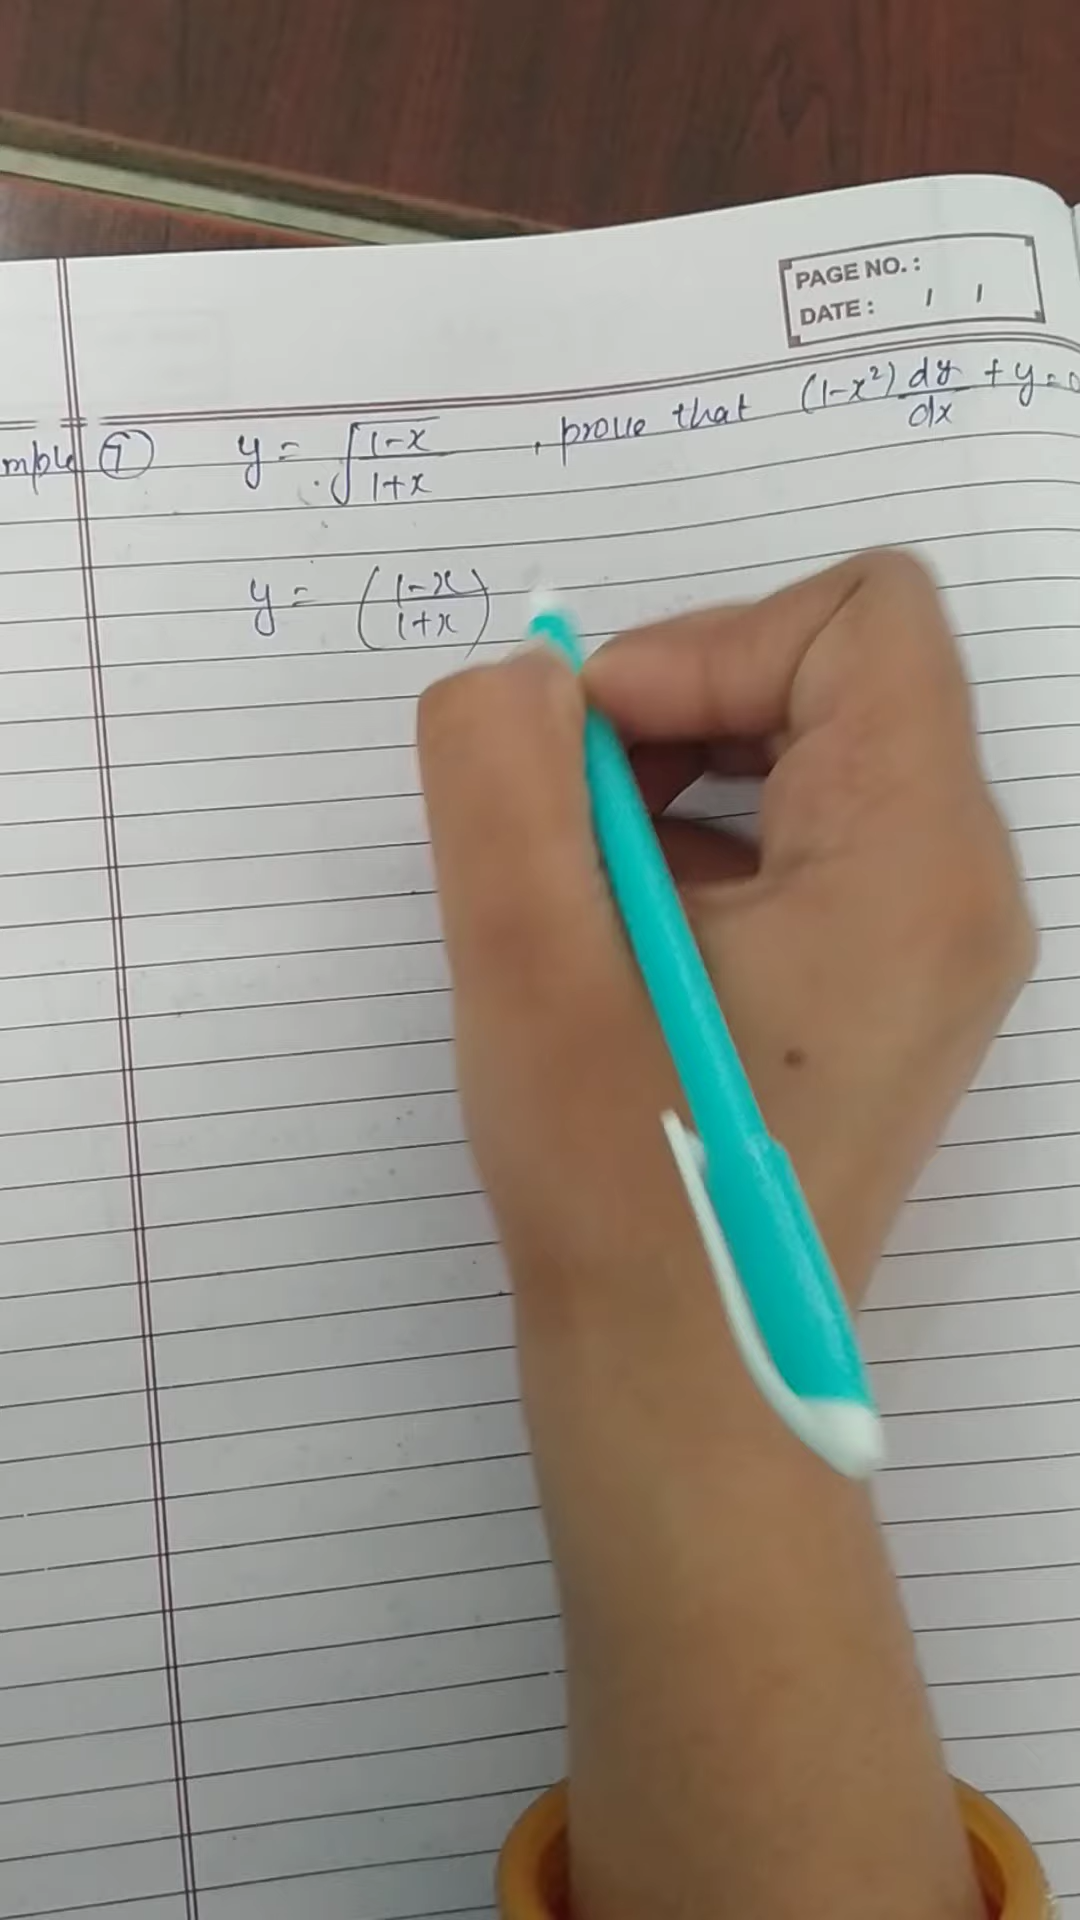 PAGE NO. :
DATE : / /
mple ⑦ y = √(1-x / 1+x) , prove that (1-x²) dy/dx + y = 0
y = (1-x / 1+x)